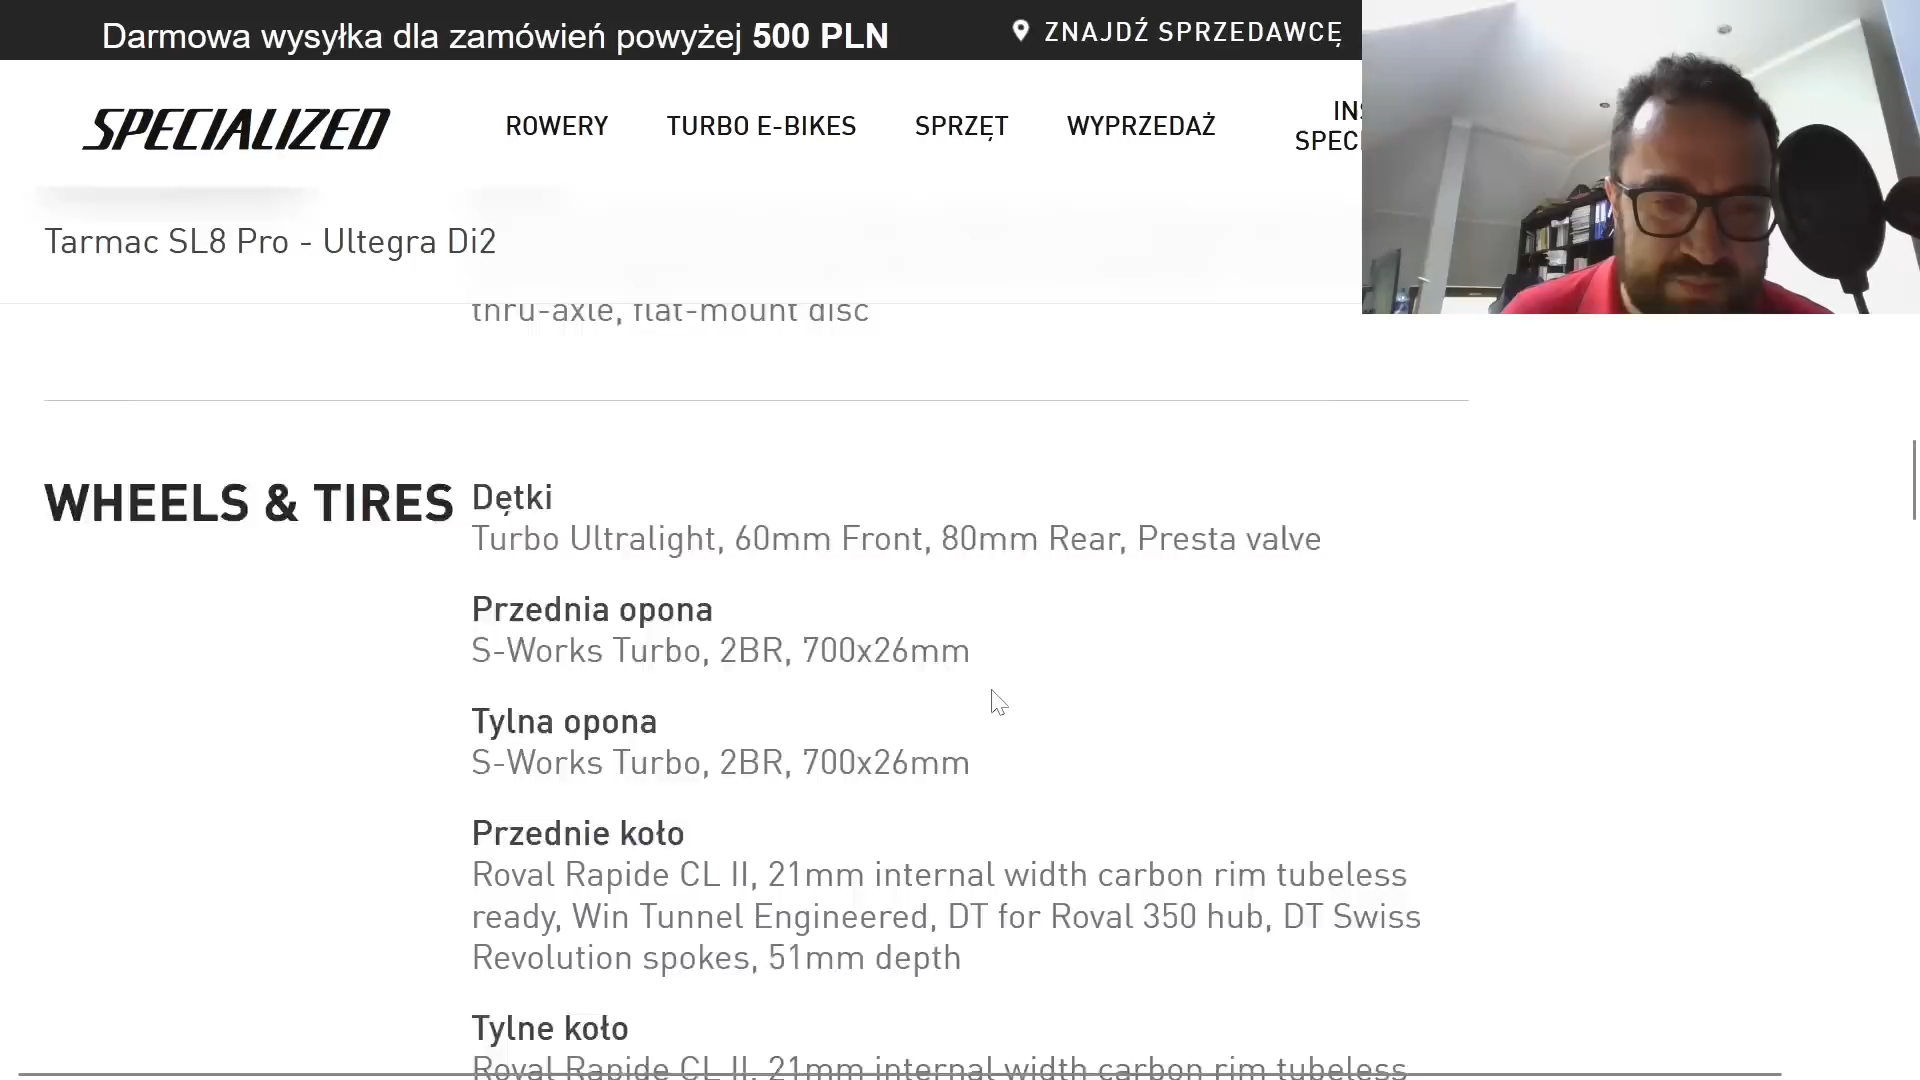 Darmowa wysyłka dla zamówień powyżej 500 PLN
ZNAJDŹ SPRZEDAWCĘ
SPECIALIZED
ROWERY
TURBO E-BIKES
SPRZĘT
WYPRZEDAŻ
Tarmac SL8 Pro - Ultegra Di2
thru-axle, flat-mount disc
WHEELS & TIRES
Dętki
Turbo Ultralight, 60mm Front, 80mm Rear, Presta valve
Przednia opona
S-Works Turbo, 2BR, 700x26mm
Tylna opona
S-Works Turbo, 2BR, 700x26mm
Przednie koło
Roval Rapide CL II, 21mm internal width carbon rim tubeless
ready, Win Tunnel Engineered, DT for Roval 350 hub, DT Swiss
Revolution spokes, 51mm depth
Tylne koło
Roval Rapide CL II, 21mm internal width carbon rim tubeless